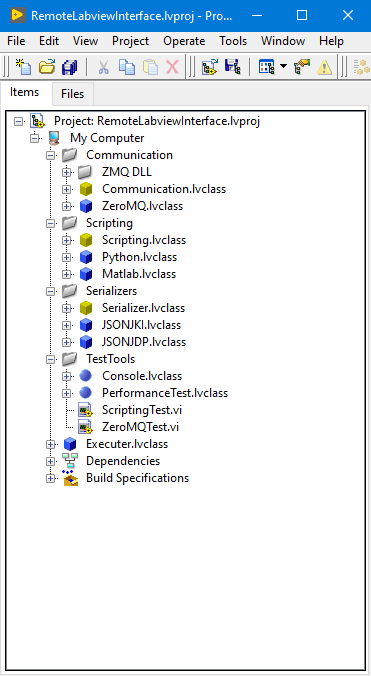 RemoteLabviewInterface.lvproj - Pro...
File Edit View Project Operate Tools Window Help
Items Files
Project: RemoteLabviewInterface.lvproj
My Computer
Communication
ZMQ DLL
Communication.lvclass
ZeroMQ.lvclass
Scripting
Scripting.lvclass
Python.lvclass
Matlab.lvclass
Serializers
Serializer.lvclass
JSONJKI.lvclass
JSONJDP.lvclass
TestTools
Console.lvclass
PerformanceTest.lvclass
ScriptingTest.vi
ZeroMQTest.vi
Executer.lvclass
Dependencies
Build Specifications